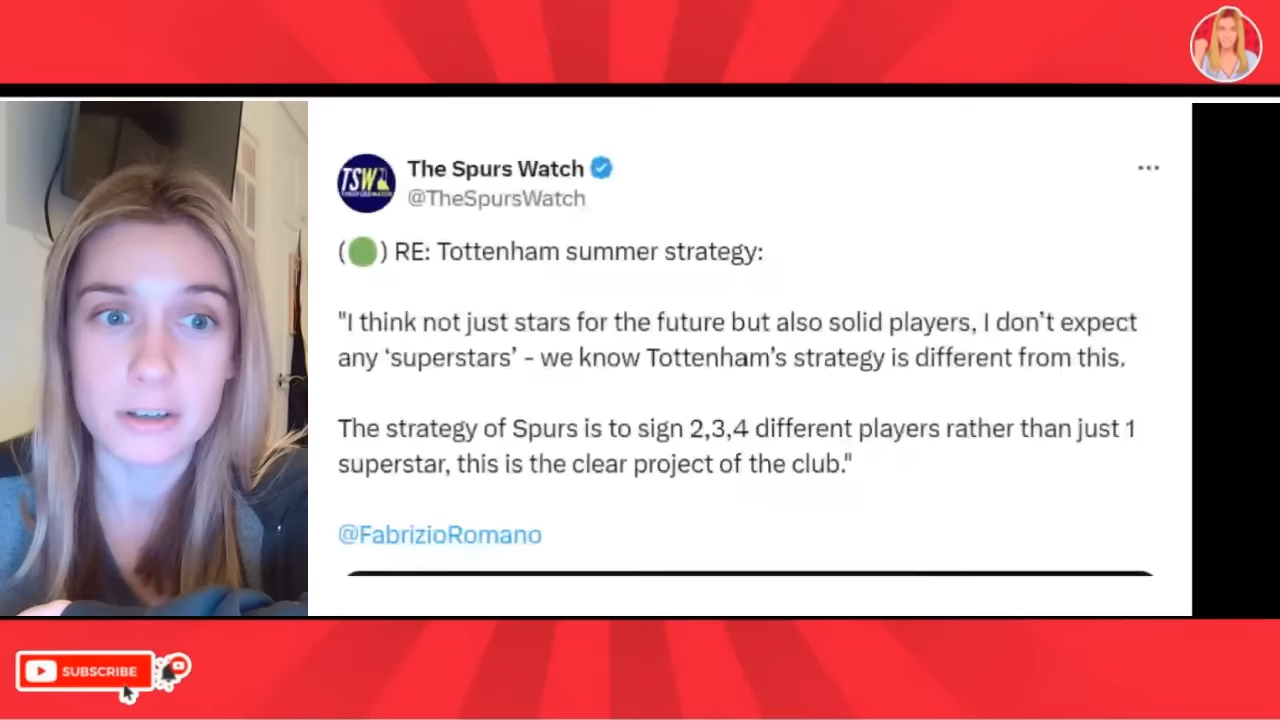 The Spurs Watch
@TheSpursWatch
(🟢) RE: Tottenham summer strategy:
"I think not just stars for the future but also solid players, I don’t expect
any ‘superstars’ - we know Tottenham’s strategy is different from this.
The strategy of Spurs is to sign 2,3,4 different players rather than just 1
superstar, this is the clear project of the club."
@FabrizioRomano
TSW
SUBSCRIBE